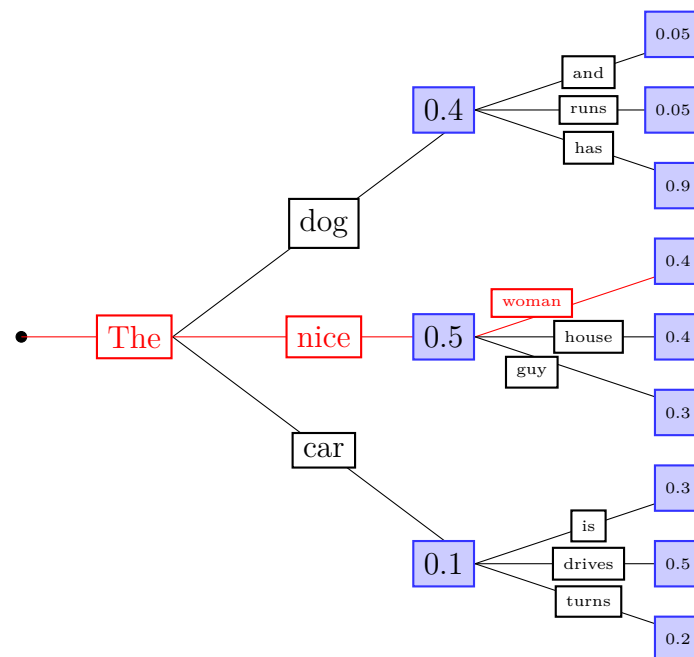 0.05
and
0.4
runs
0.05
has
0.9
dog
0.4
woman
The
nice
0.5
house
0.4
guy
0.3
car
0.3
is
0.1
drives
0.5
turns
0.2